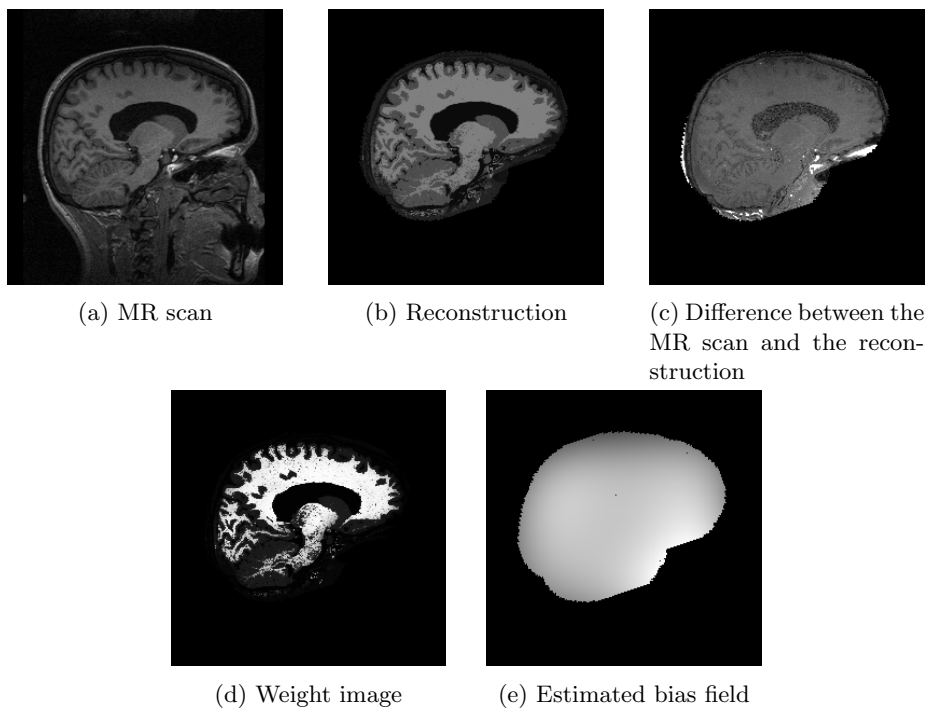 (a) MR scan
(b) Reconstruction
(c) Difference between the
MR scan and the recon-
struction
(d) Weight image
(e) Estimated bias field